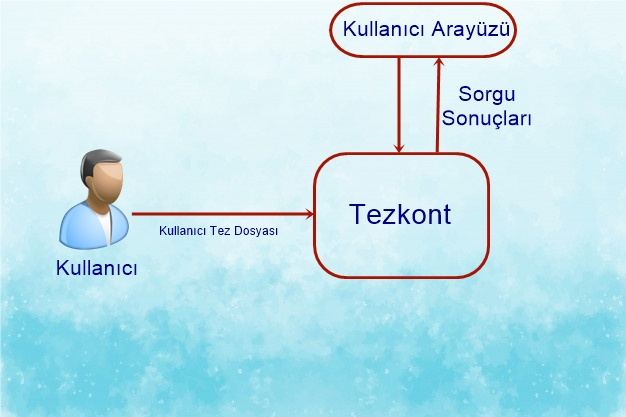 Kullanıcı Arayüzü
Sorgu
Sonuçları
Tezkont
Kullanıcı Tez Dosyası
Kullanıcı